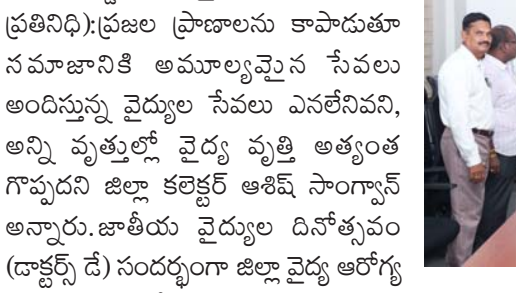 ప్రతినిధి):ప్రజల ప్రాణాలను కాపాడుతూ
సమాజానికి అమూల్యమైన సేవలు
అందిస్తున్న వైద్యుల సేవలు ఎనలేనివని,
అన్ని వృత్తుల్లో వైద్య వృత్తి అత్యంత
గొప్పదని జిల్లా కలెక్టర్ ఆశిష్ సాంగ్వాన్
అన్నారు.జాతీయ వైద్యుల దినోత్సవం
(డాక్టర్స్ డే) సందర్భంగా జిల్లా వైద్య ఆరోగ్య